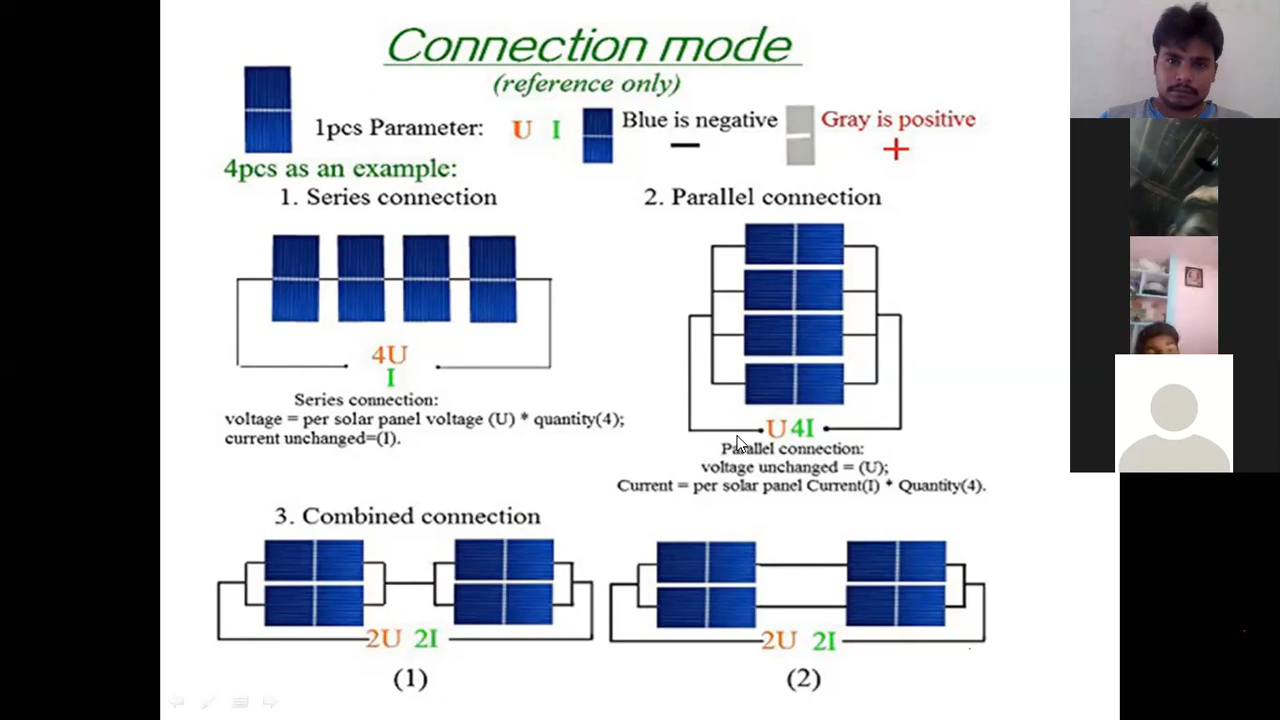 Connection mode
(reference only)
1pcs Parameter: U I
Blue is negative
−
Gray is positive
+
4pcs as an example:
1. Series connection
4U
I
Series connection:
voltage = per solar panel voltage (U) * quantity(4);
current unchanged=(I).
2. Parallel connection
U 4I
Parallel connection:
voltage unchanged = (U);
Current = per solar panel Current(I) * Quantity(4).
3. Combined connection
2U 2I
(1)
2U 2I
(2)